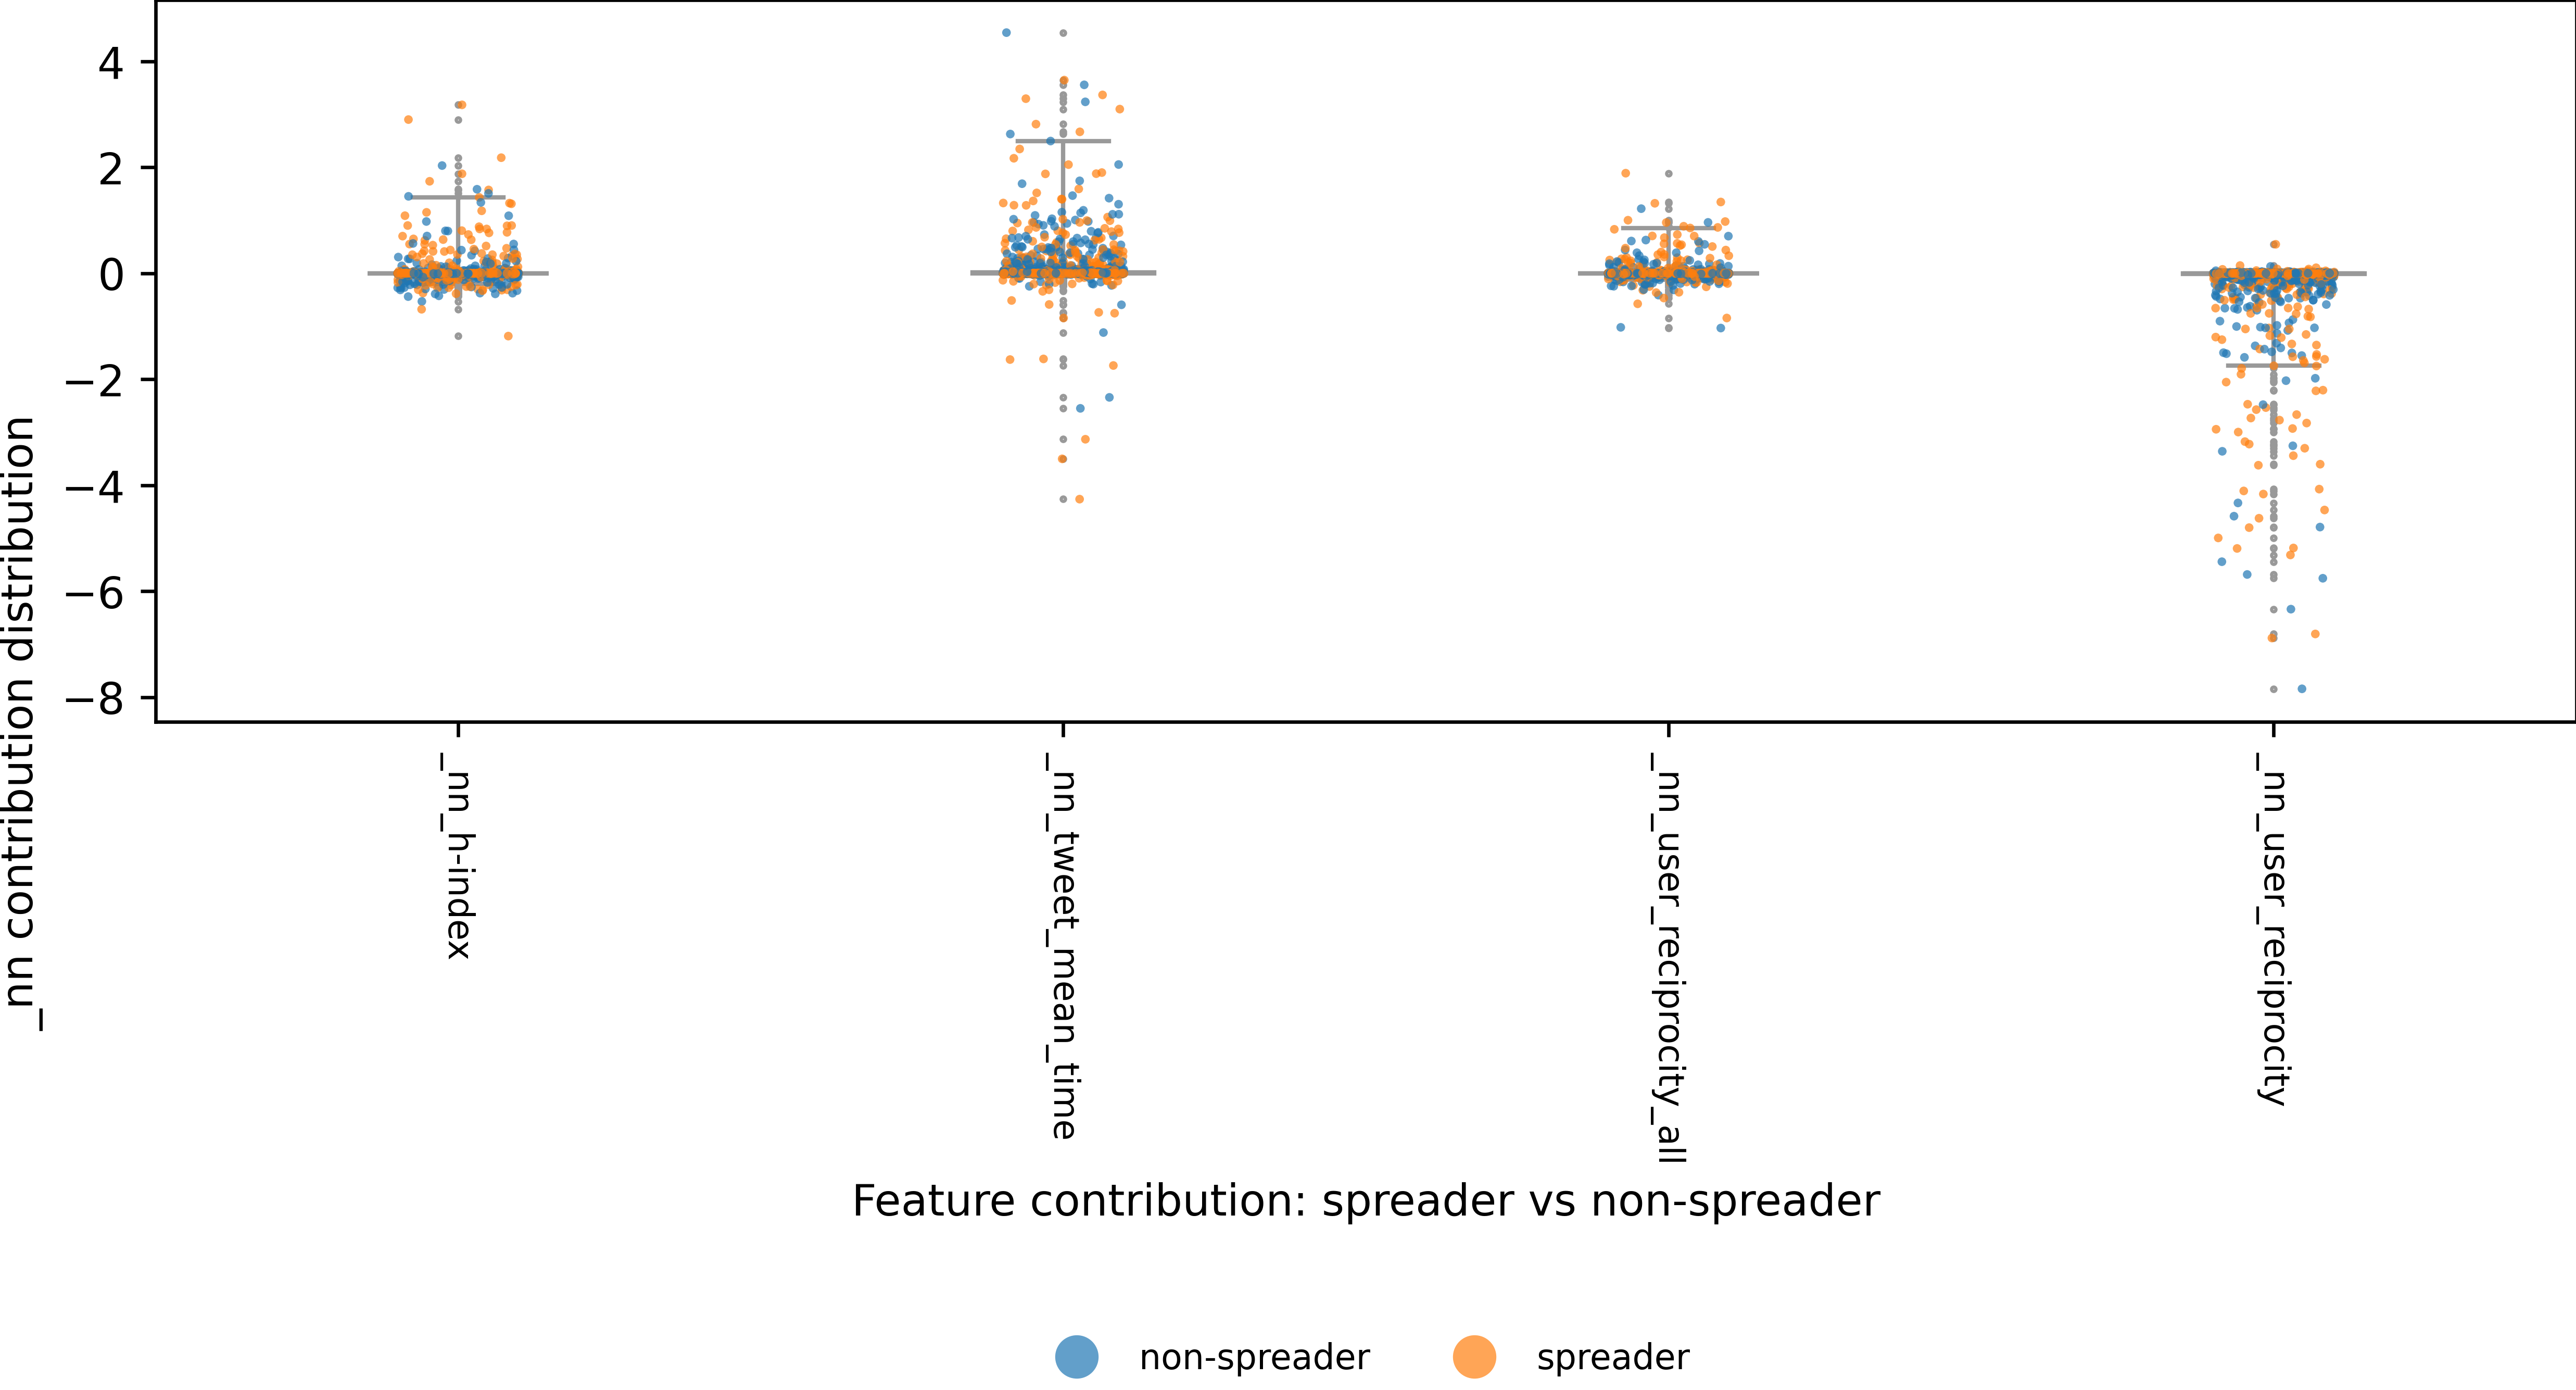 4
2
0
−2
−4
−6
−8
_nn contribution distribution
_nn_h-index
_nn_tweet_mean_time
_nn_user_reciprocity_all
_nn_user_reciprocity
Feature contribution: spreader vs non-spreader
non-spreader
spreader